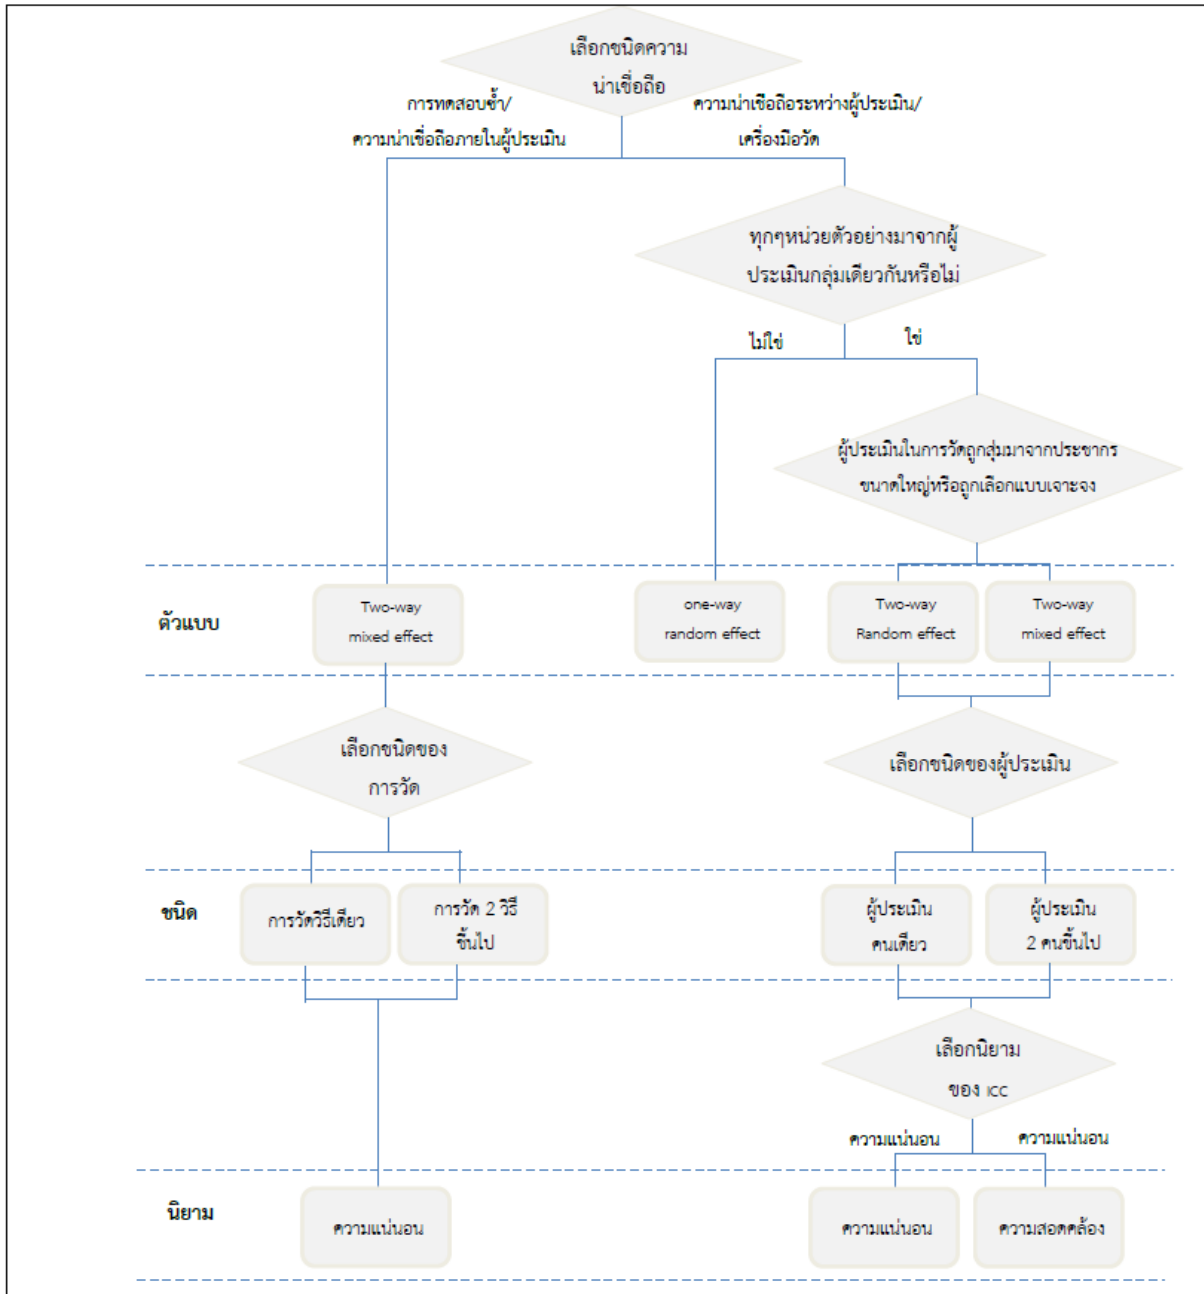 เลือกชนิดความ
น่าเชื่อถือ
การทดสอบซ้ำ/
ความน่าเชื่อถือภายในผู้ประเมิน
ความน่าเชือถือระหว่างผู้ประเมิน/
เครื่องมือวัด
ทุกๆหน่วยตัวอย่างมาจากผู้
ประเมินกลุ่มเดียวกันหรือไม่
ไม่ใช่
ใช่
ผู้ประเมินในการวัดถูกสุ่มมาจากประชากร
ขนาดใหญ่หรือถูกเลือกแบบเจาะจง
ตัวแบบ
Two-way
mixed effect
one-way
random effect
Two-way
Random effect
Two-way
mixed effect
เลือกชนิดของ
การวัด
เลือกชนิดของผู้ประเมิน
ชนิด
การวัดวิธีเดียว
การวัด 2 วิธี
ขึ้นไป
ผู้ประเมิน
คนเดียว
ผู้ประเมิน
2 คนขึ้นไป
เลือกนิยาม
ของ ICC
ความแน่นอน
ความแน่นอน
นิยาม
ความแน่นอน
ความแน่นอน
ความสอดคล้อง